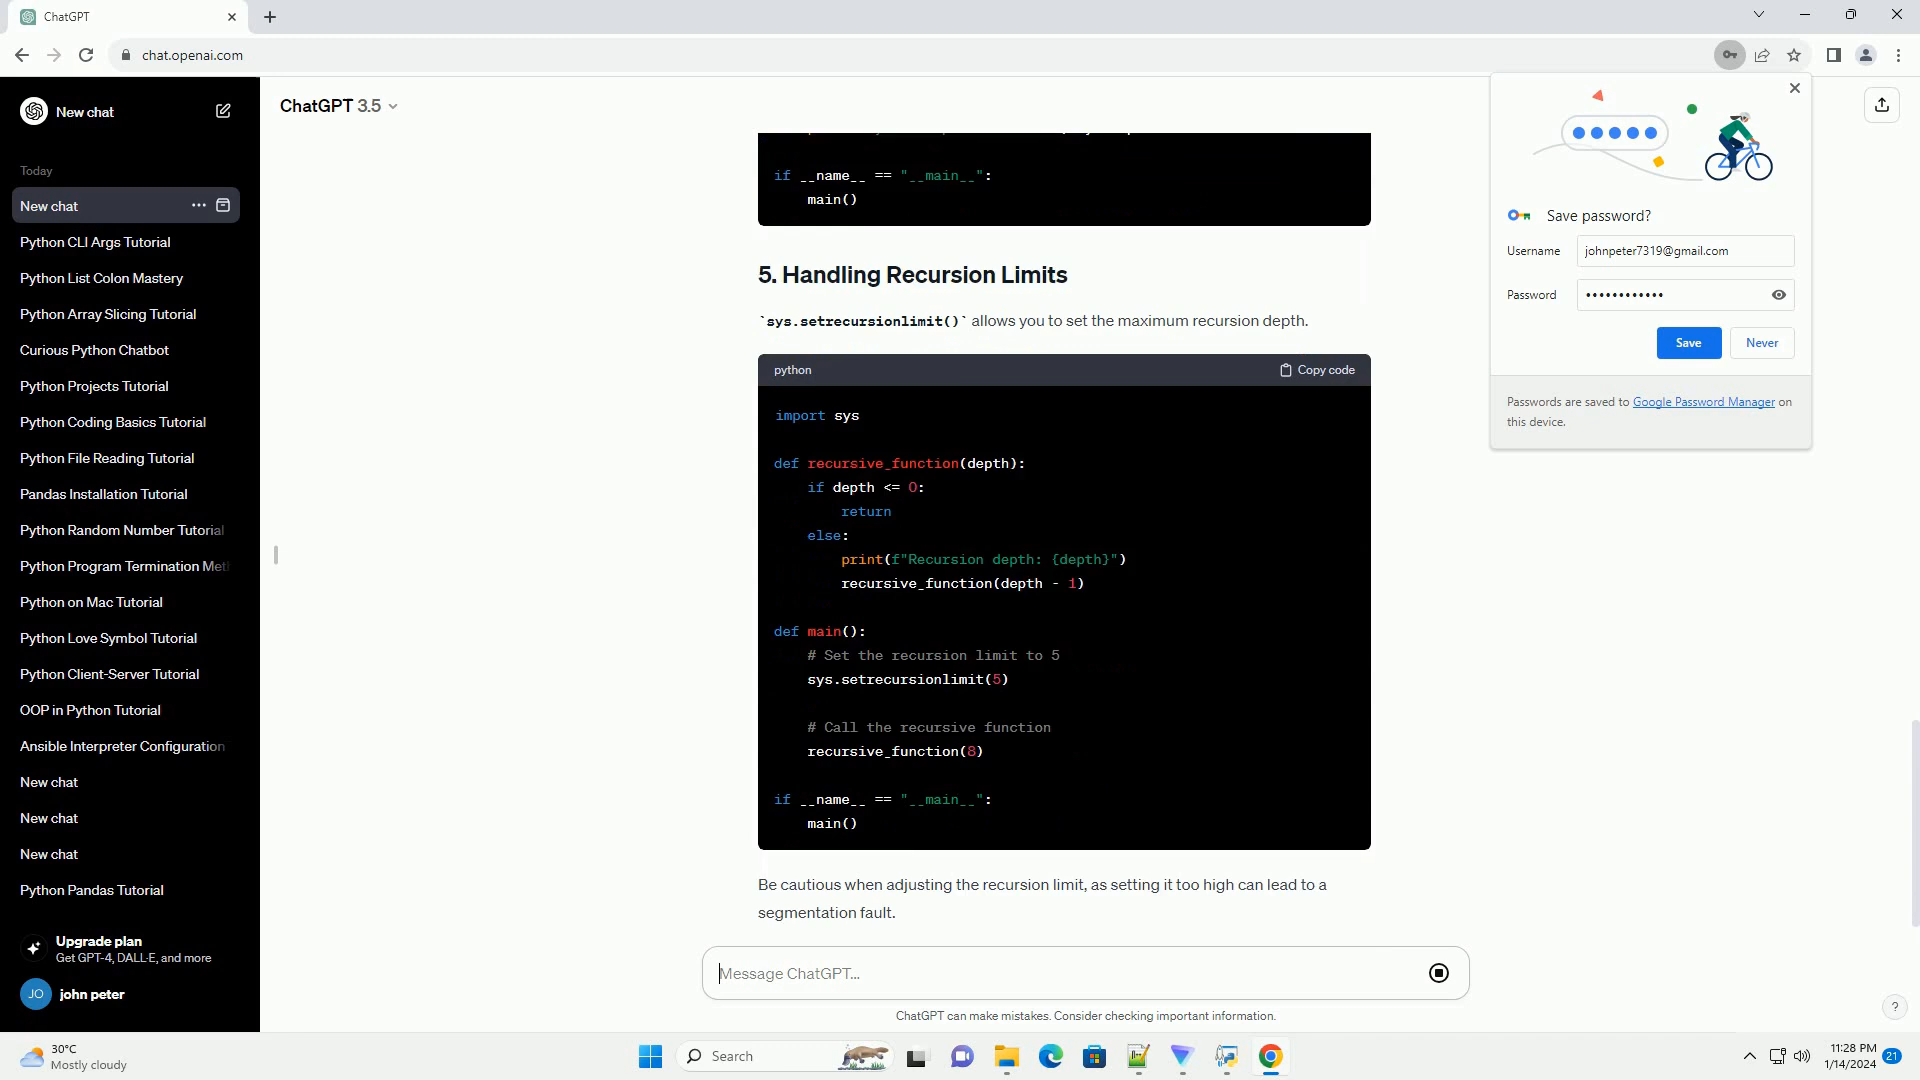 ChatGPT
chat.openai.com
New chat
Today
New chat
Python CLI Args Tutorial
Python List Colon Mastery
Python Array Slicing Tutorial
Curious Python Chatbot
Python Projects Tutorial
Python Coding Basics Tutorial
Python File Reading Tutorial
Pandas Installation Tutorial
Python Random Number Tutorial
Python Program Termination Met
Python on Mac Tutorial
Python Love Symbol Tutorial
Python Client-Server Tutorial
OOP in Python Tutorial
Ansible Interpreter Configuration
New chat
New chat
New chat
Python Pandas Tutorial
Upgrade plan
Get GPT-4, DALL·E, and more
JO
john peter
ChatGPT 3.5
if __name__ == "__main__":
main()
5. Handling Recursion Limits
`sys.setrecursionlimit()` allows you to set the maximum recursion depth.
python
Copy code
import sys
def recursive_function(depth):
if depth <= 0:
return
else:
print(f"Recursion depth: {depth}")
recursive_function(depth - 1)
def main():
# Set the recursion limit to 5
sys.setrecursionlimit(5)
# Call the recursive function
recursive_function(8)
if __name__ == "__main__":
main()
Be cautious when adjusting the recursion limit, as setting it too high can lead to a
segmentation fault.
Message ChatGPT...
ChatGPT can make mistakes. Consider checking important information.
?
Save password?
Username
johnpeter7319@gmail.com
Password
••••••••••••
Save
Never
Passwords are saved to Google Password Manager on
this device.
30°C
Mostly cloudy
Search
11:28 PM
1/14/2024
21